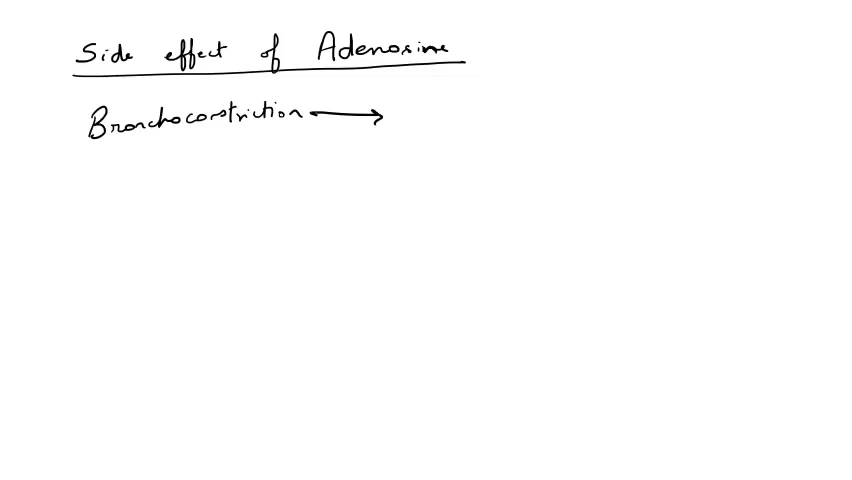 Side effect of Adenosine
Bronchoconstriction →